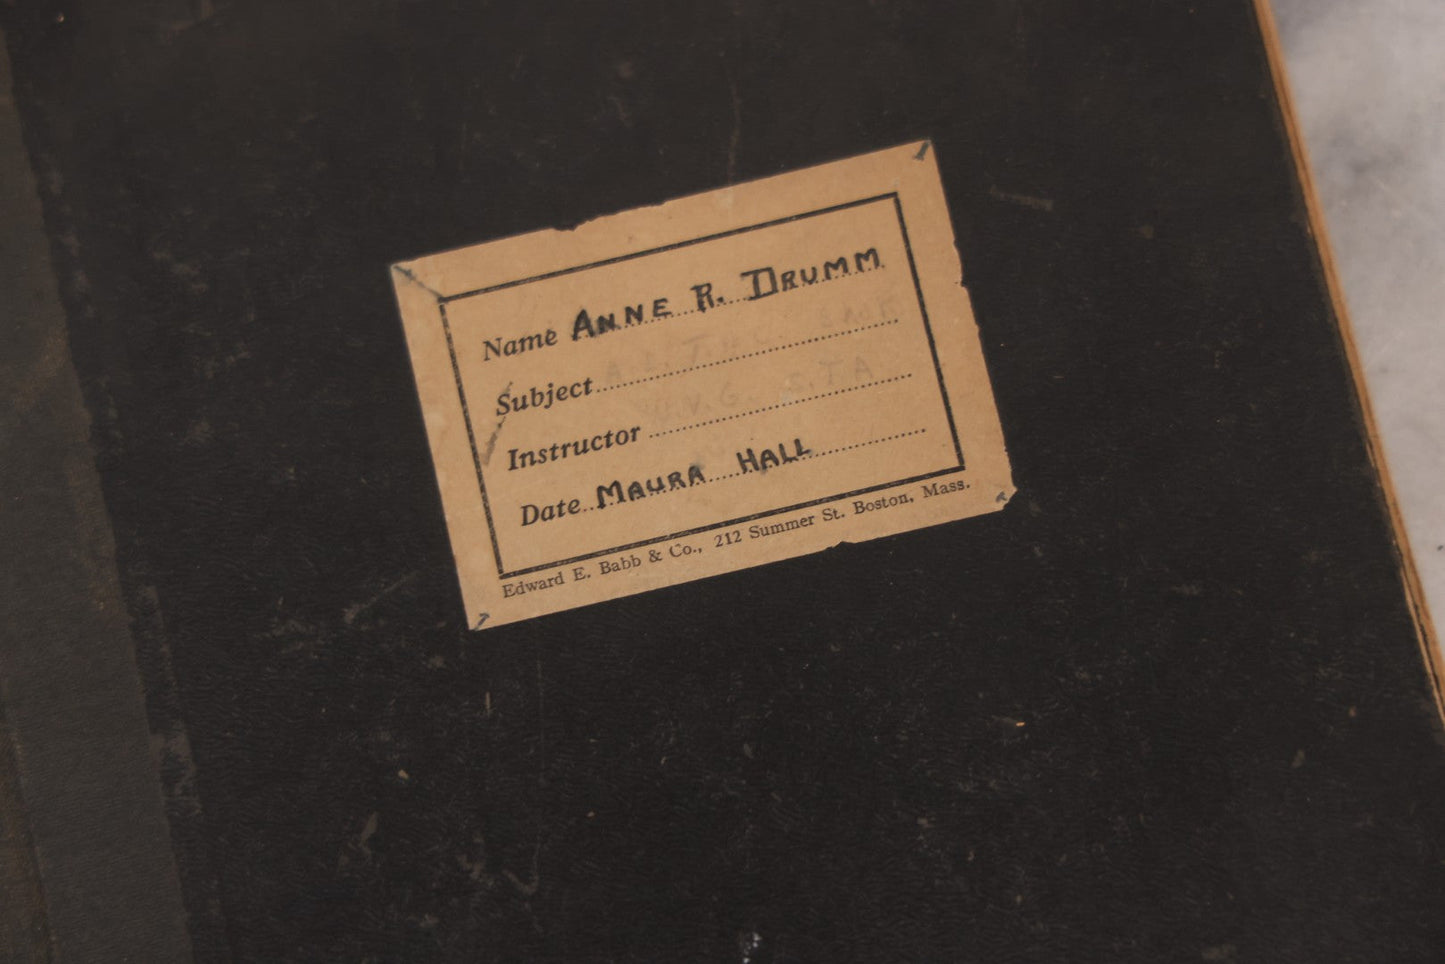 Name ANNE R. DRUMM
Subject
Instructor
Date MAURA HALL
Edward E. Babb & Co., 212 Summer St. Boston, Mass.